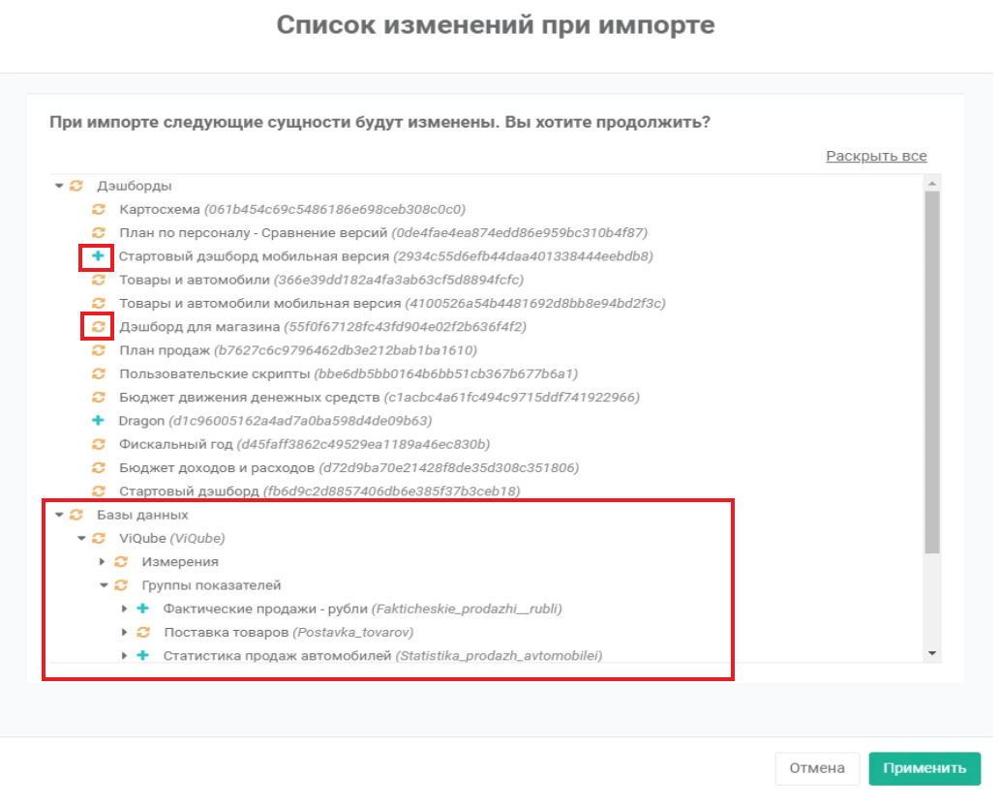 Список изменений при импорте
При импорте следующие сущности будут изменены. Вы хотите продолжить?
Раскрыть все
Дэшборды
Картосхема (061b454c69c5486186e698ceb308c0c0)
План по персоналу - Сравнение версий (0de4fae4ea874edd86e959bc310b4f87)
Стартовый дэшборд мобильная версия (2934c55d6efb44daa401338444eebdb8)
Товары и автомобили (366e39dd182a4fa3ab63cf5d8894fcfc)
Товары и автомобили мобильная версия (4100526a54b4481692d8bb8e94bd2f3c)
Дэшборд для магазина (55f0f67128fc43fd904e02f2b636f4f2)
План продаж (b7627c6c9796462db3e212bab1ba1610)
Пользовательские скрипты (bbe6db5bb0164b6bb51cb367b677b6a1)
Бюджет движения денежных средств (c1acbc4a61fc494c9715ddf741922966)
Dragon (d1c96005162a4ad7a0ba598d4de09b63)
Фискальный год (d45faff3862c49529ea1189a46ec830b)
Бюджет доходов и расходов (d72d9ba70e21428f8de35d308c351806)
Стартовый дэшборд (fb6d9c2d8857406db6e385f37b3ceb18)
Базы данных
ViQube (ViQube)
Измерения
Группы показателей
Фактические продажи - рубли (Fakticheskie_prodazhi__rubli)
Поставка товаров (Postavka_tovarov)
Статистика продаж автомобилей (Statistika_prodazh_avtomobilei)
Отмена
Применить